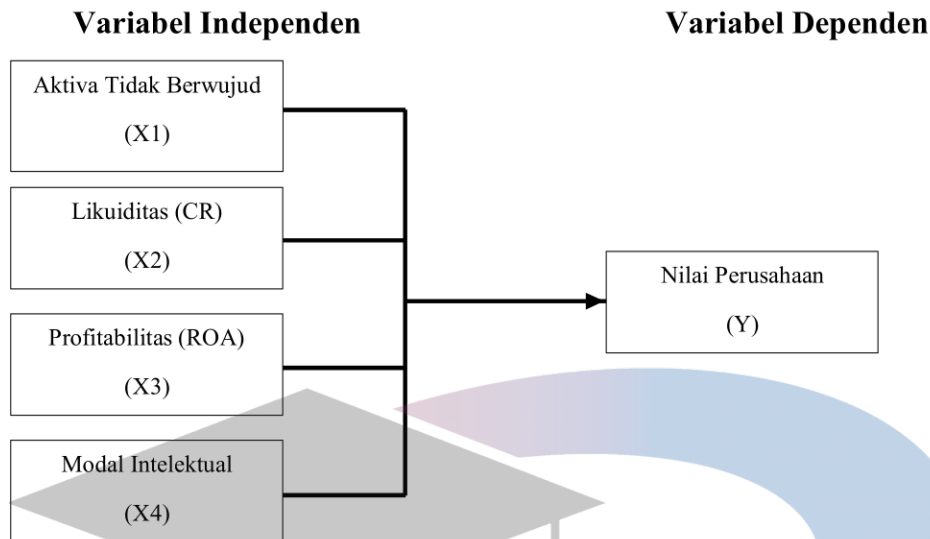 Variabel Independen
Variabel Dependen
Aktiva Tidak Berwujud
(X1)
Likuiditas (CR)
(X2)
Profitabilitas (ROA)
(X3)
Modal Intelektual
(X4)
Nilai Perusahaan
(Y)